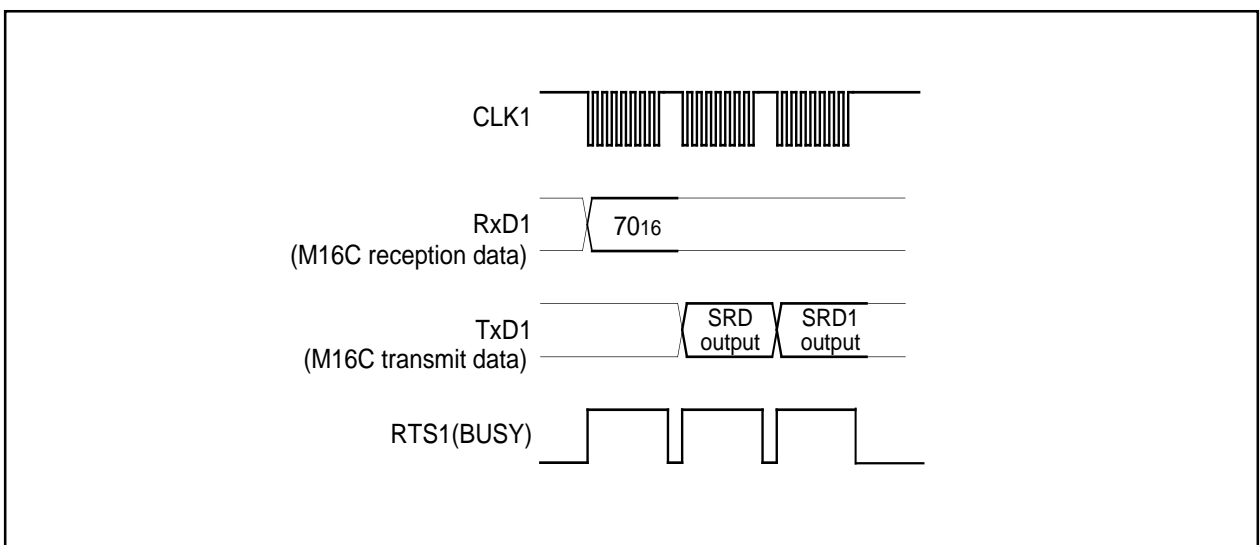 CLK1
RxD1
(M16C reception data)
7016
TxD1
(M16C transmit data)
SRD
output
SRD1
output
RTS1(BUSY)